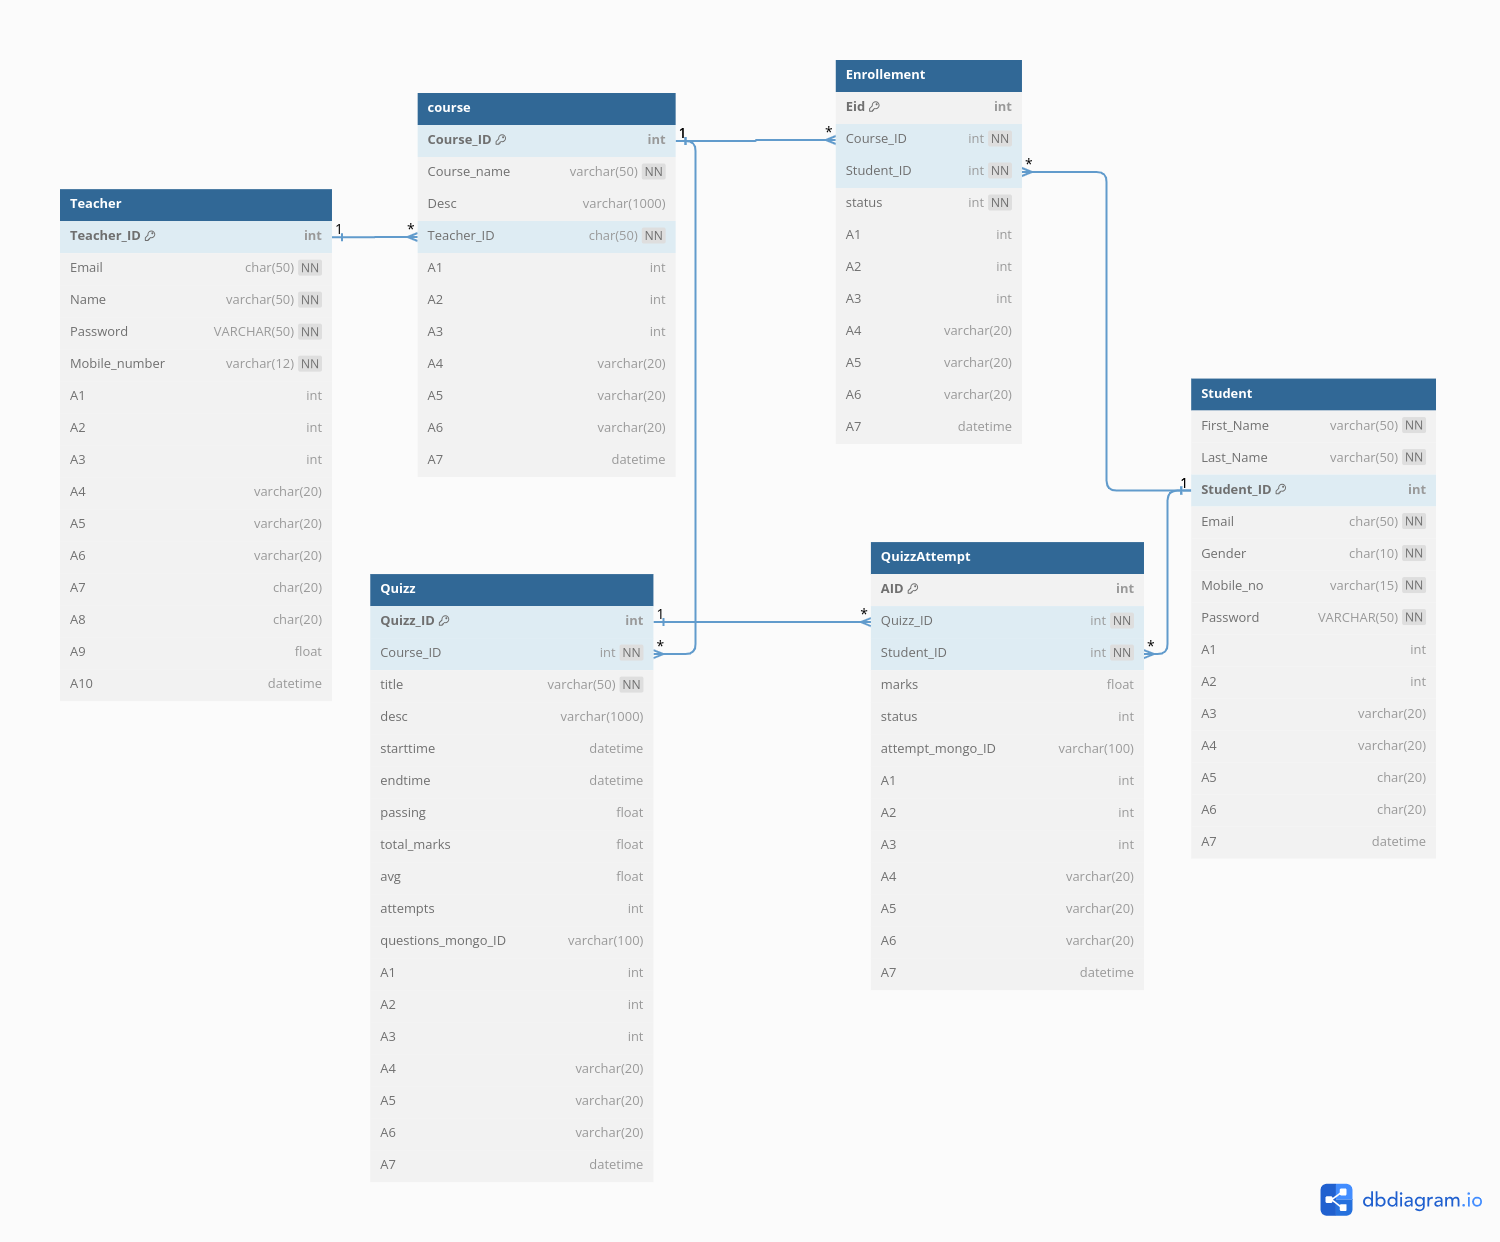 Teacher
Teacher_ID int
Email char(50) NN
Name varchar(50) NN
Password VARCHAR(50) NN
Mobile_number varchar(12) NN
A1 int
A2 int
A3 int
A4 varchar(20)
A5 varchar(20)
A6 varchar(20)
A7 char(20)
A8 char(20)
A9 float
A10 datetime
1 *
course
Course_ID int
Course_name varchar(50) NN
Desc varchar(1000)
Teacher_ID char(50) NN
A1 int
A2 int
A3 int
A4 varchar(20)
A5 varchar(20)
A6 varchar(20)
A7 datetime
1 *
Enrollement
Eid int
Course_ID int NN
Student_ID int NN
status int NN
A1 int
A2 int
A3 int
A4 varchar(20)
A5 varchar(20)
A6 varchar(20)
A7 datetime
*
1
Student
First_Name varchar(50) NN
Last_Name varchar(50) NN
Student_ID int
Email char(50) NN
Gender char(10) NN
Mobile_no varchar(15) NN
Password VARCHAR(50) NN
A1 int
A2 int
A3 varchar(20)
A4 varchar(20)
A5 char(20)
A6 char(20)
A7 datetime
Quizz
Quizz_ID int
Course_ID int NN
title varchar(50) NN
desc varchar(1000)
starttime datetime
endtime datetime
passing float
total_marks float
avg float
attempts int
questions_mongo_ID varchar(100)
A1 int
A2 int
A3 int
A4 varchar(20)
A5 varchar(20)
A6 varchar(20)
A7 datetime
1 *
*
QuizzAttempt
AID int
Quizz_ID int NN
Student_ID int NN
marks float
status int
attempt_mongo_ID varchar(100)
A1 int
A2 int
A3 int
A4 varchar(20)
A5 varchar(20)
A6 varchar(20)
A7 datetime
*
dbdiagram.io